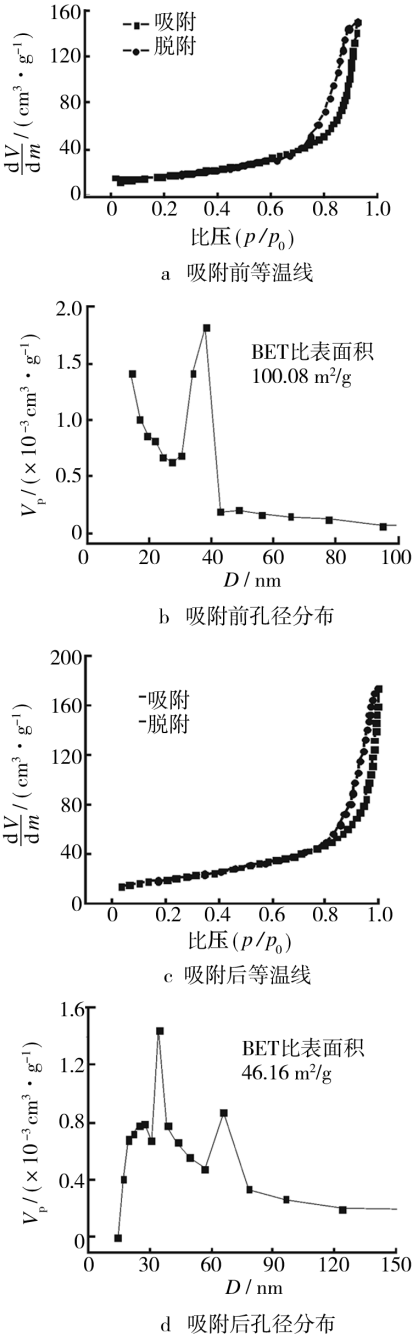 160
120
80
40
0
dV/dm /(cm³·g⁻¹)
吸附
脱附
0 0.2 0.4 0.6 0.8 1.0
比压(p/p₀)
a 吸附前等温线
2.0
1.5
1.0
0.5
0
Vₚ/(×10⁻³cm³·g⁻¹)
BET比表面积
100.08 m²/g
0 20 40 60 80 100
D / nm
b 吸附前孔径分布
200
160
120
80
40
0
dV/dm /(cm³·g⁻¹)
吸附
脱附
0 0.2 0.4 0.6 0.8 1.0
比压(p/p₀)
c 吸附后等温线
1.6
1.2
0.8
0.4
0
Vₚ/(×10⁻³cm³·g⁻¹)
BET比表面积
46.16 m²/g
0 30 60 90 120 150
D / nm
d 吸附后孔径分布